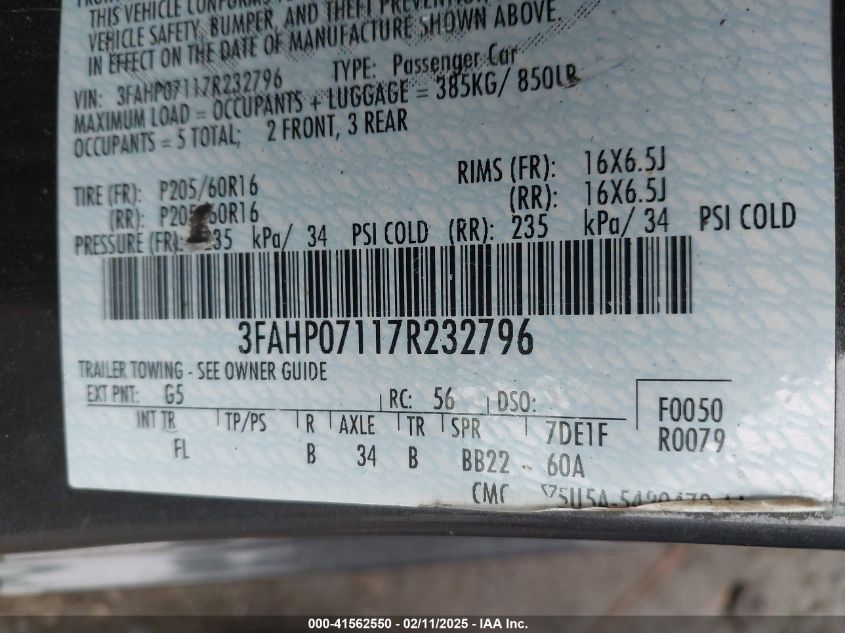 THIS VEHICLE CONFORMS
VEHICLE SAFETY, BUMPER, AND THEFT PREVENTION
IN EFFECT ON THE DATE OF MANUFACTURE SHOWN ABOVE.
VIN: 3FAHP07117R232796 TYPE: Passenger Car
MAXIMUM LOAD = OCCUPANTS + LUGGAGE = 385KG/ 850LB
OCCUPANTS = 5 TOTAL; 2 FRONT, 3 REAR
TIRE (FR): P205/60R16 RIMS (FR): 16X6.5J
(RR): P205/60R16 (RR): 16X6.5J
PRESSURE (FR): 235 kPa/ 34 PSI COLD (RR): 235 kPa/ 34 PSI COLD
3FAHP07117R232796
TRAILER TOWING - SEE OWNER GUIDE
EXT PNT: G5 RC: 56 DSO: F0050
INT TR TP/PS R AXLE TR SPR 7DE1F R0079
FL B 34 B BB22 - 60A
CMC
000-41562550 - 02/11/2025 - IAAI, Inc.